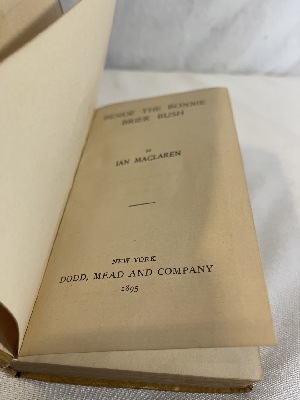 BESIDE THE BONNIE
BRIER BUSH
BY
IAN MACLAREN
NEW YORK
DODD, MEAD AND COMPANY
1895